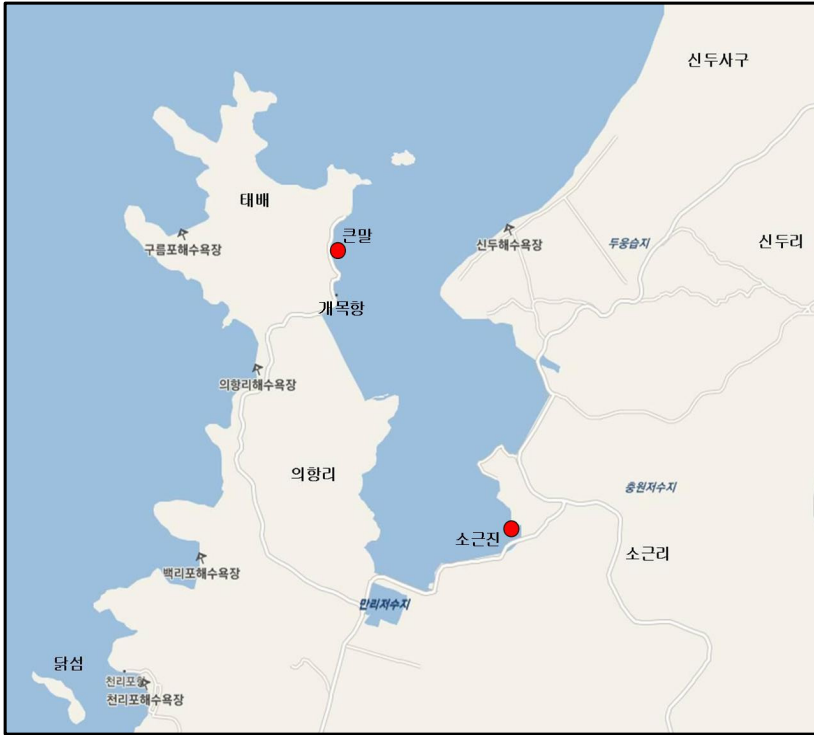 신두사구
태배
큰말
구름포해수욕장
신두해수욕장
두웅습지
신두리
개목항
의항리해수욕장
의항리
충원저수지
소근진
소근리
백리포해수욕장
만리저수지
닭섬
천리포항
천리포해수욕장